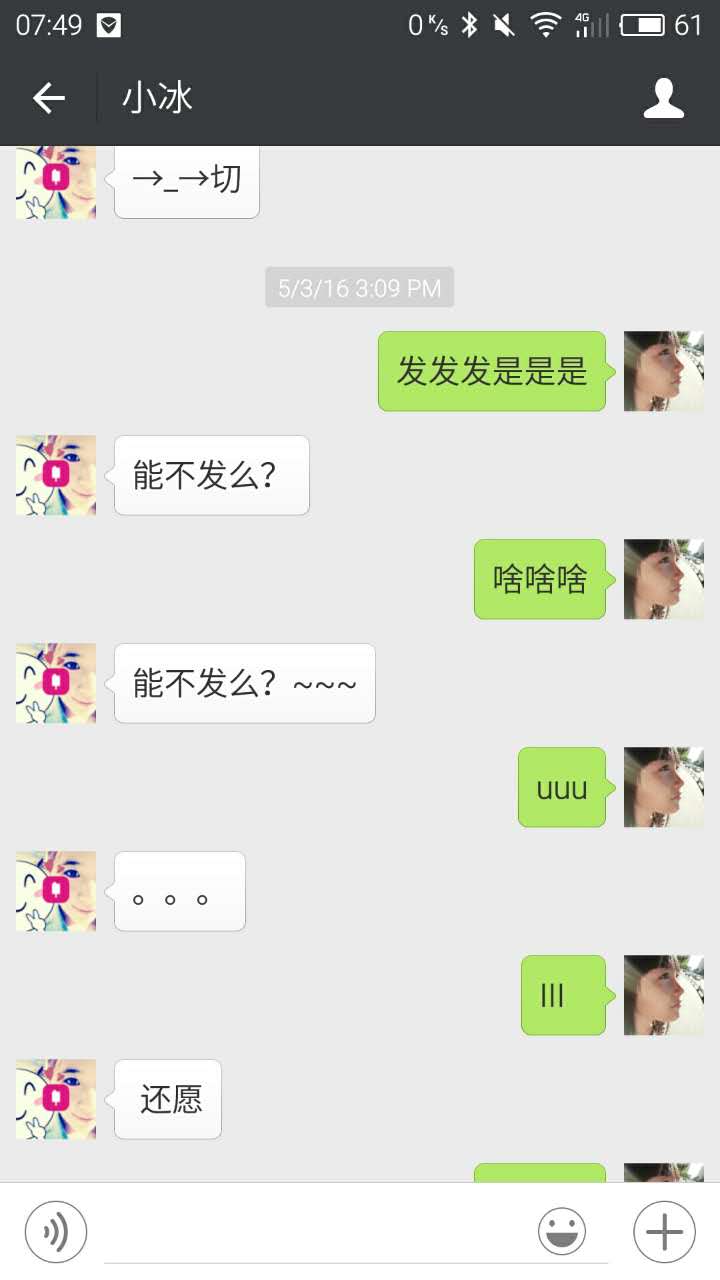 07:49 0 K/s 4G 61
小冰
→_→切
5/3/16 3:09 PM
发发发是是是
能不发么?
啥啥啥
能不发么? ~~~
uuu
。。。
lll
还愿